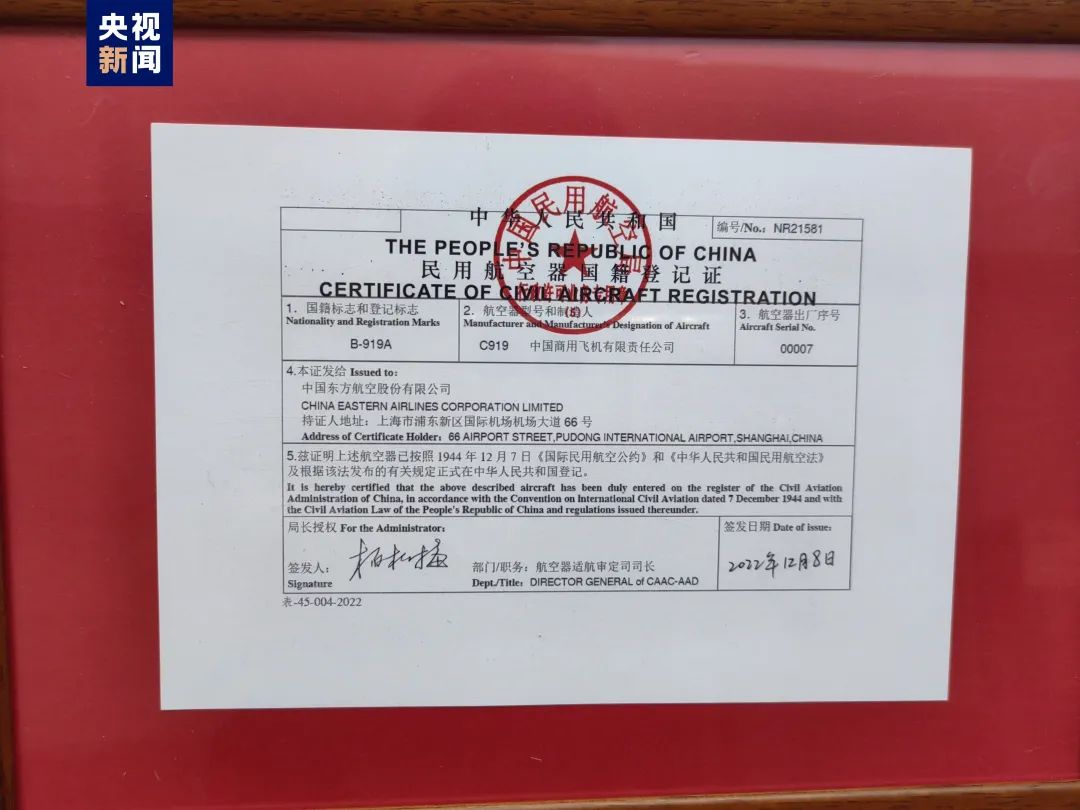 央视
新闻
中国民用航空局
中华人民共和国
编号/No.: NR21581
THE PEOPLE'S REPUBLIC OF CHINA
民用航空器国籍登记证
CERTIFICATE OF CIVIL AIRCRAFT REGISTRATION
(5)
1. 国籍标志和登记标志
Nationality and Registration Marks
B-919A
2. 航空器型号和制造人
Manufacturer and Manufacturer's Designation of Aircraft
C919 中国商用飞机有限责任公司
3. 航空器出厂序号
Aircraft Serial No.
00007
4.本证发给 Issued to:
中国东方航空股份有限公司
CHINA EASTERN AIRLINES CORPORATION LIMITED
持证人地址: 上海市浦东新区国际机场机场大道 66 号
Address of Certificate Holder: 66 AIRPORT STREET,PUDONG INTERNATIONAL AIRPORT,SHANGHAI,CHINA
5.兹证明上述航空器已按照 1944 年 12 月 7 日《国际民用航空公约》和《中华人民共和国民用航空法》
及根据该法发布的有关规定正式在中华人民共和国登记。
It is hereby certified that the above described aircraft has been duly entered on the register of the Civil Aviation
Administration of China, in accordance with the Convention on International Civil Aviation dated 7 December 1944 and with
the Civil Aviation Law of the People's Republic of China and regulations issued thereunder.
局长授权 For the Administrator:
签发人:
Signature
部门/职务: 航空器适航审定司司长
Dept./Title: DIRECTOR GENERAL of CAAC-AAD
签发日期 Date of issue:
2022年12月8日
表-45-004-2022